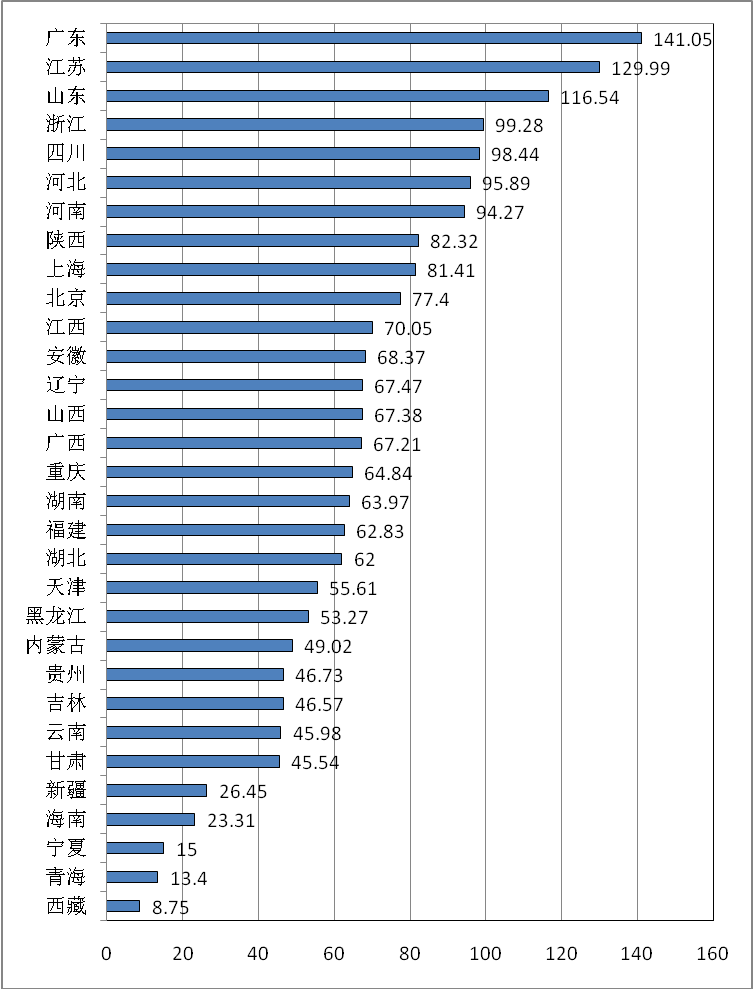 广东 141.05
江苏 129.99
山东 116.54
浙江 99.28
四川 98.44
河北 95.89
河南 94.27
陕西 82.32
上海 81.41
北京 77.4
江西 70.05
安徽 68.37
辽宁 67.47
山西 67.38
广西 67.21
重庆 64.84
湖南 63.97
福建 62.83
湖北 62
天津 55.61
黑龙江 53.27
内蒙古 49.02
贵州 46.73
吉林 46.57
云南 45.98
甘肃 45.54
新疆 26.45
海南 23.31
宁夏 15
青海 13.4
西藏 8.75
0 20 40 60 80 100 120 140 160